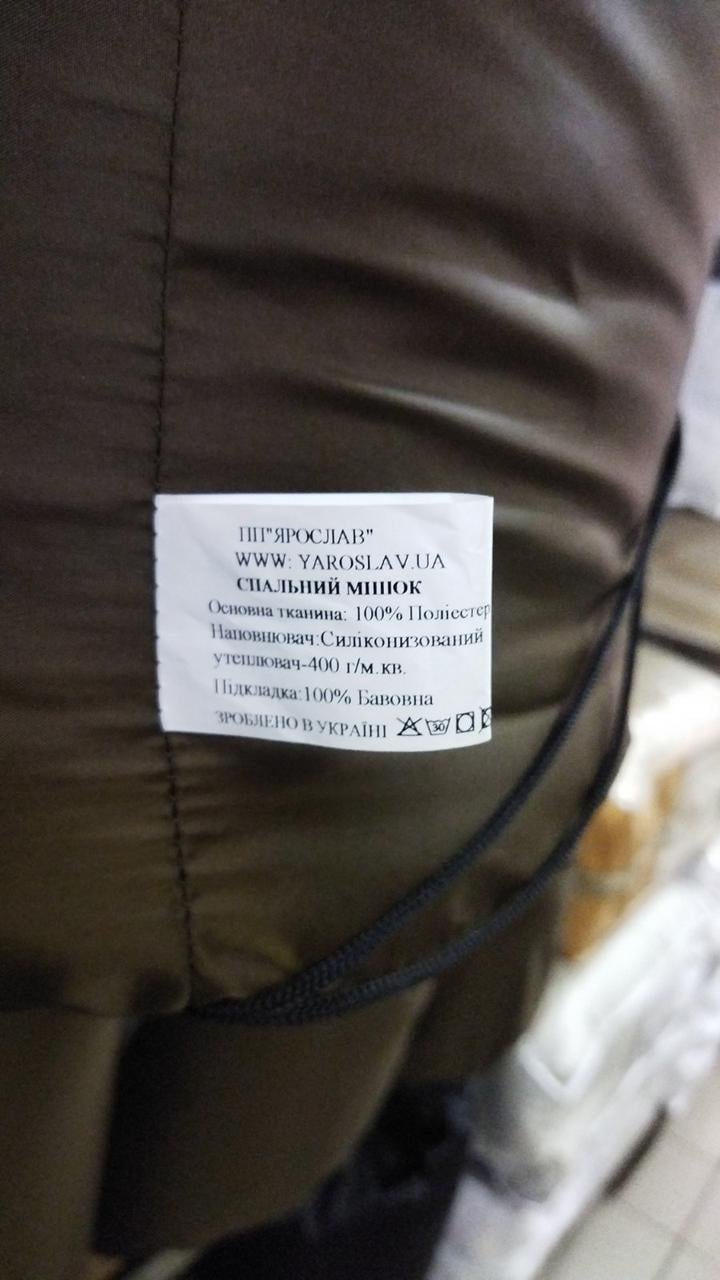 ПП"ЯРОСЛАВ"
WWW: YAROSLAV.UA
СПАЛЬНИЙ МІШОК
Основна тканина: 100% Поліестер
Наповнювач:Силіконизований
утеплювач-400 г/м.кв.
Підкладка:100% Бавовна
ЗРОБЛЕНО В УКРАЇНІ 30